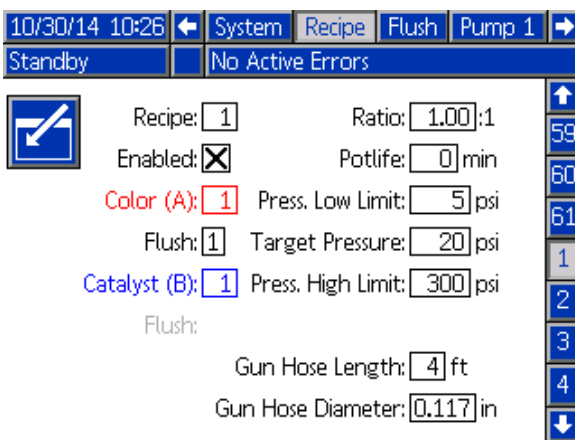 10/30/14 10:26 System Recipe Flush Pump 1
Standby No Active Errors
Recipe: 1 Ratio: 1.00:1
59
Enabled: Potlife: 0 min
60
Color (A): 1 Press. Low Limit: 5 psi
61
Flush: 1 Target Pressure: 20 psi
1
Catalyst (B): 1 Press. High Limit: 300 psi
2
Flush:
3
Gun Hose Length: 4 ft
4
Gun Hose Diameter: 0.117 in